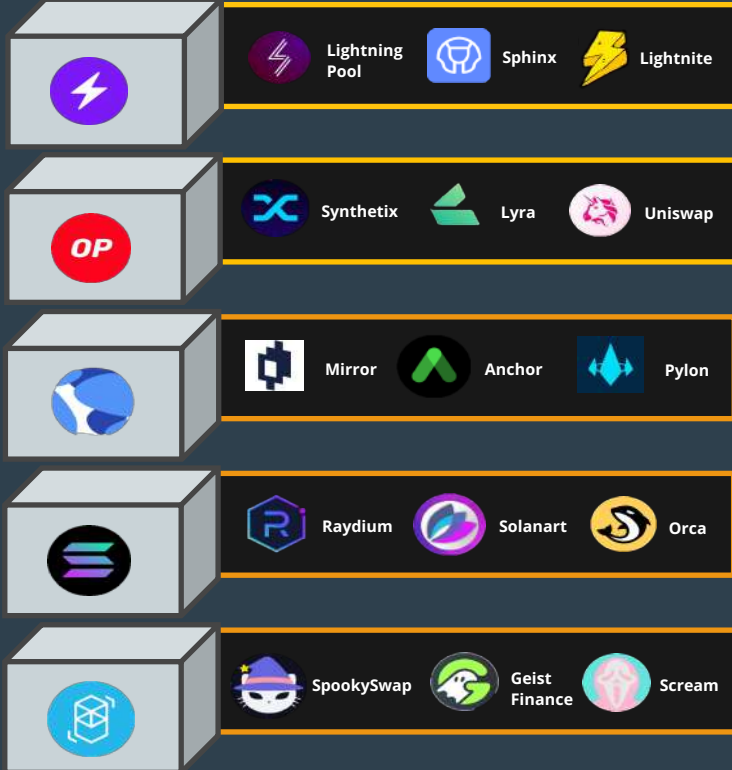 Lightning
Pool
Sphinx
Lightnite
OP
Synthetix
Lyra
Uniswap
Mirror
Anchor
Pylon
R
Raydium
Solanart
Orca
SpookySwap
Geist
Finance
Scream